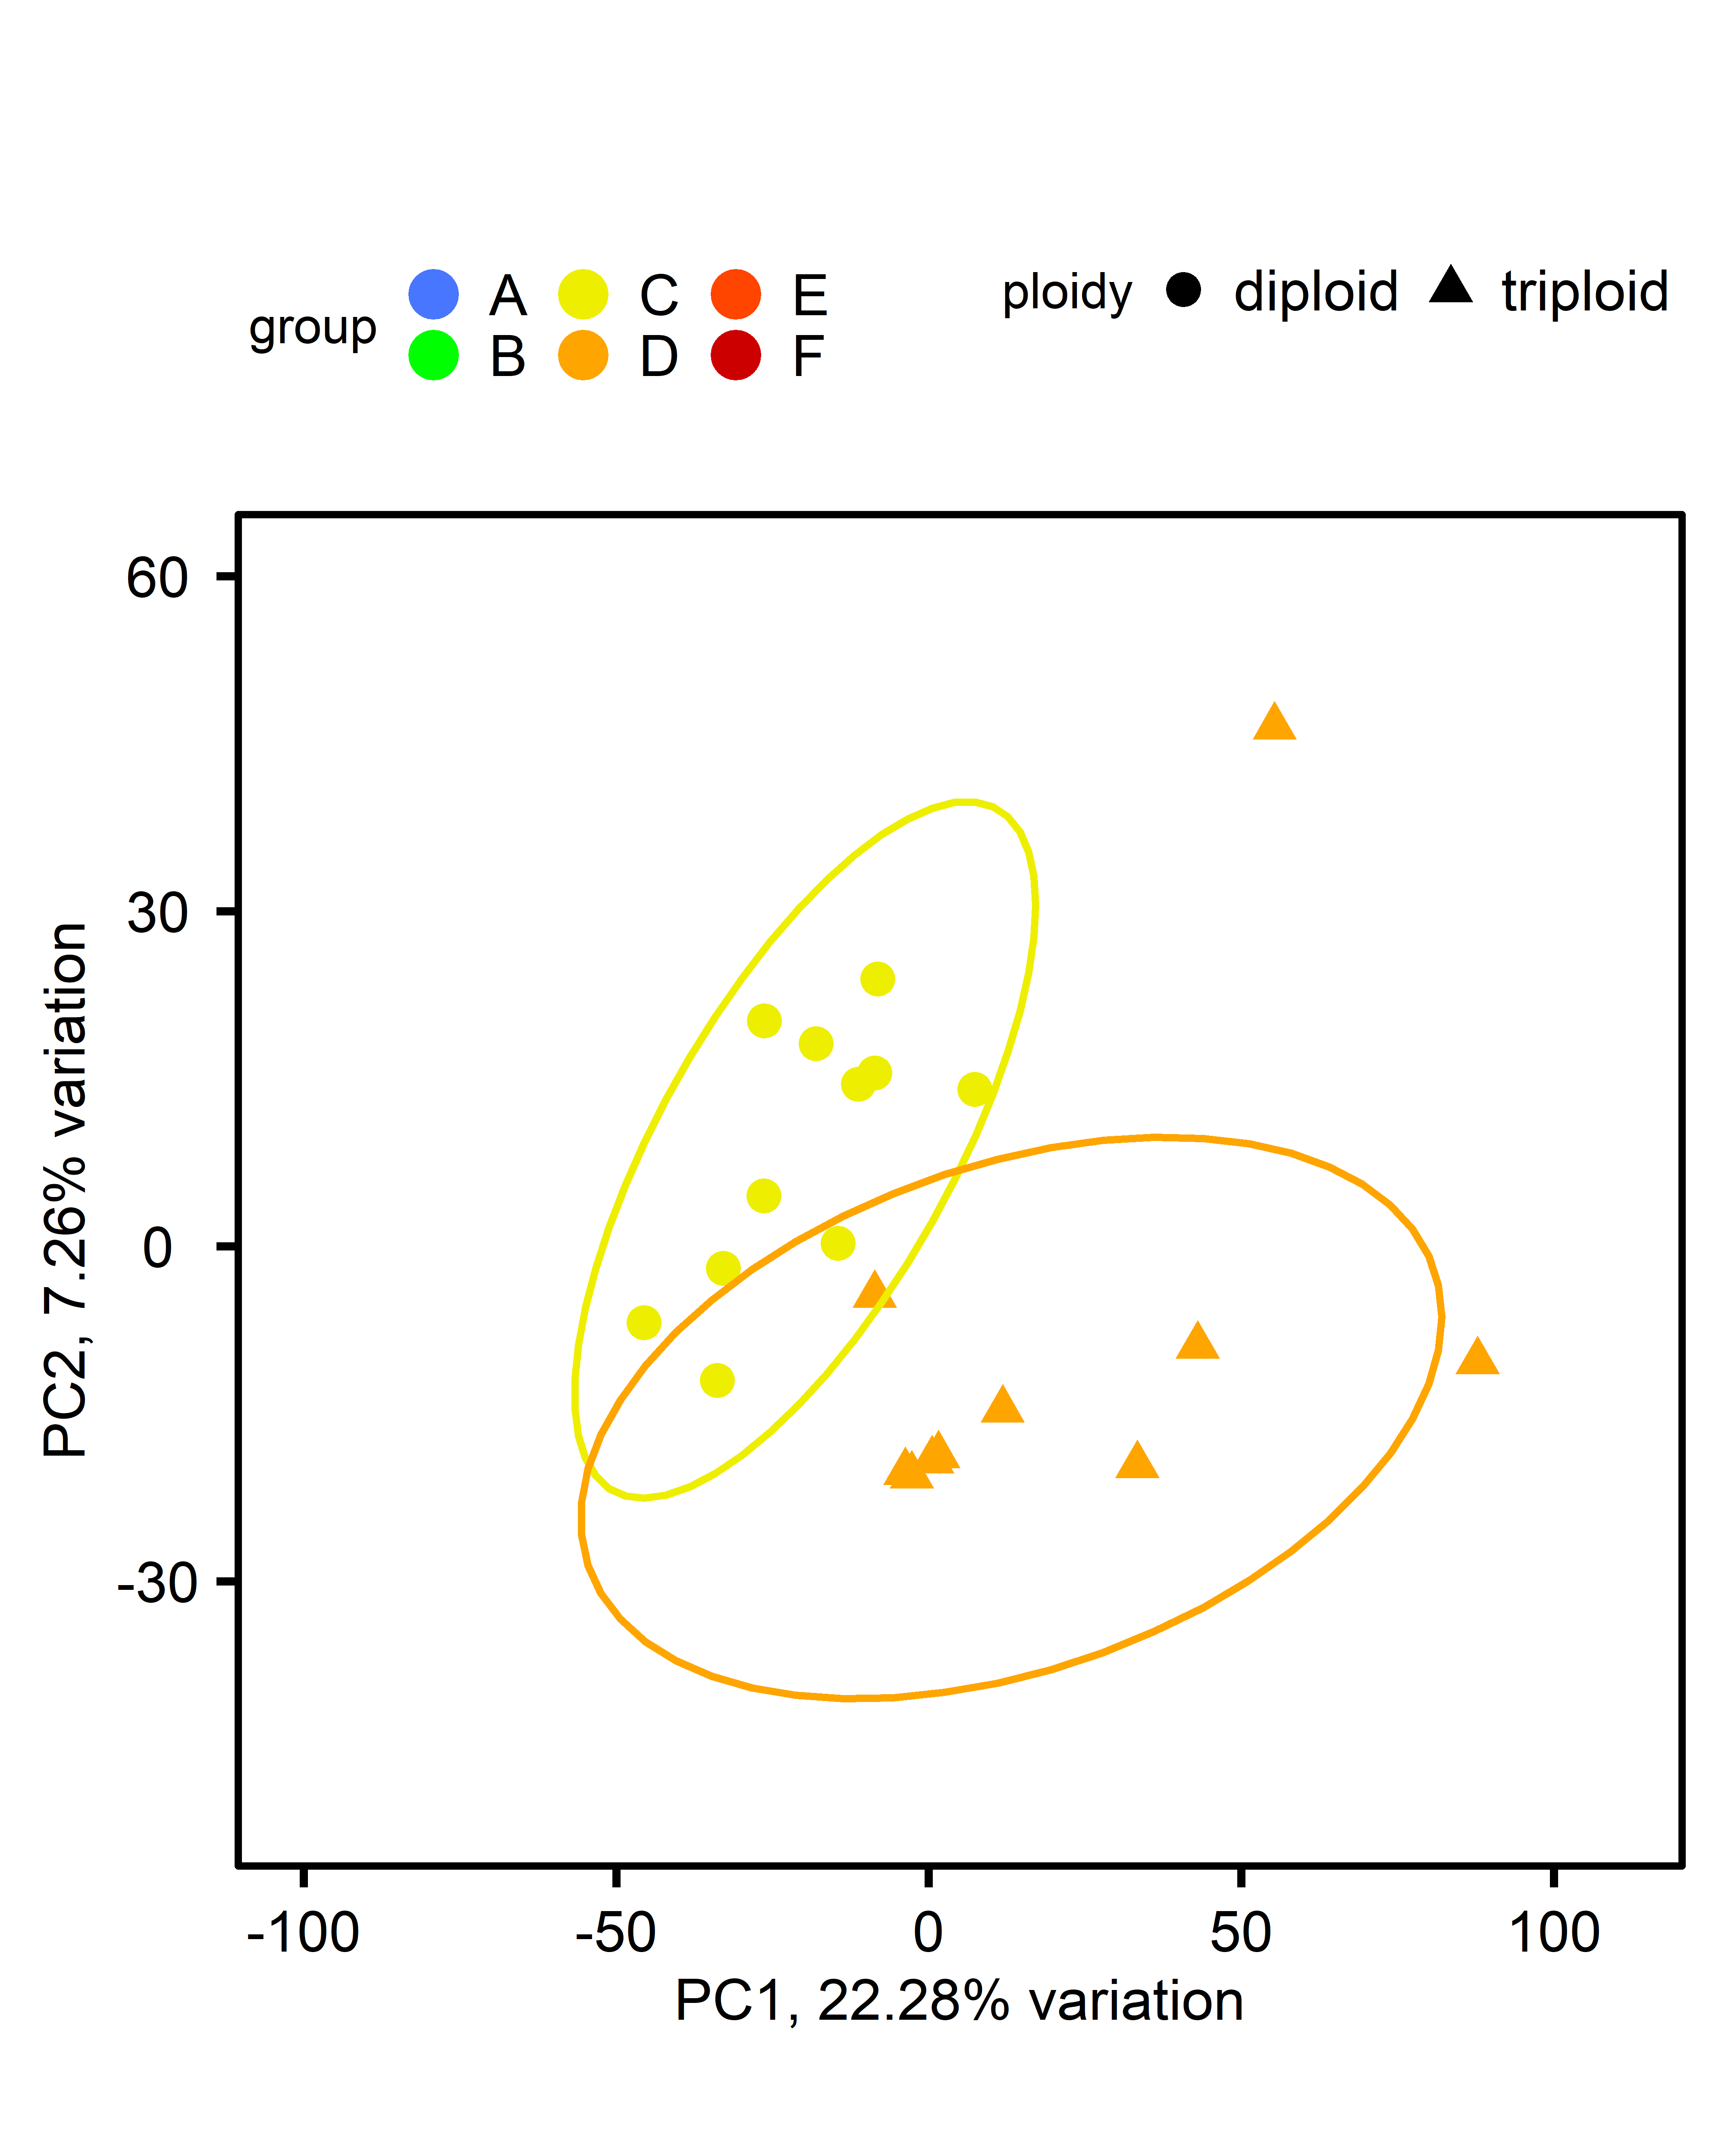 group A C E
B D F
ploidy diploid triploid
60
30
0
-30
PC2, 7.26% variation
-100 -50 0 50 100
PC1, 22.28% variation